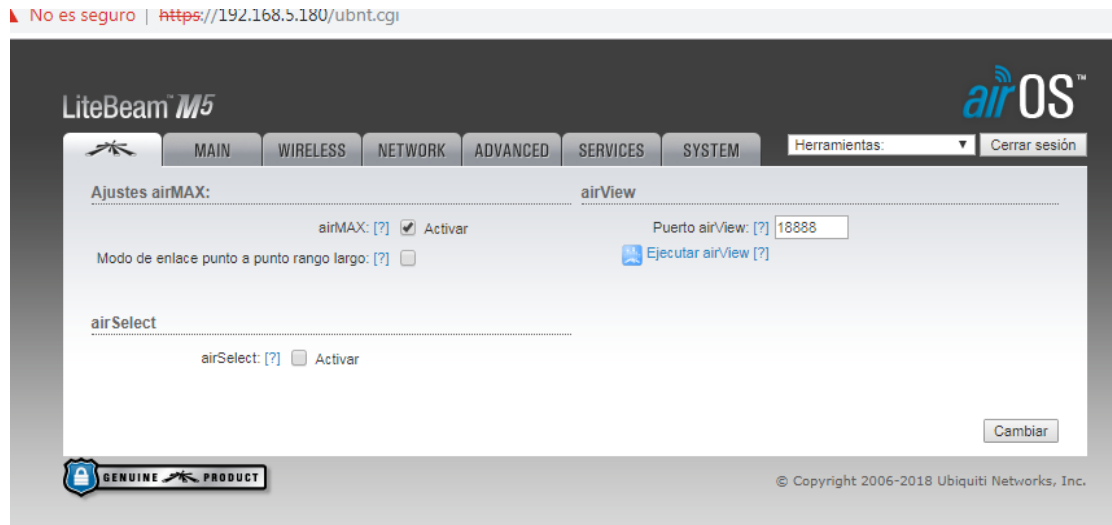 No es seguro | https://192.168.5.180/ubnt.cgi
LiteBeam™ M5
airOS™
MAIN WIRELESS NETWORK ADVANCED SERVICES SYSTEM Herramientas: Cerrar sesión
Ajustes airMAX:
airMAX: [?] Activar
Modo de enlace punto a punto rango largo: [?]
airView
Puerto airView: [?] 18888
Ejecutar airView [?]
airSelect
airSelect: [?] Activar
Cambiar
GENUINE PRODUCT
© Copyright 2006-2018 Ubiquiti Networks, Inc.